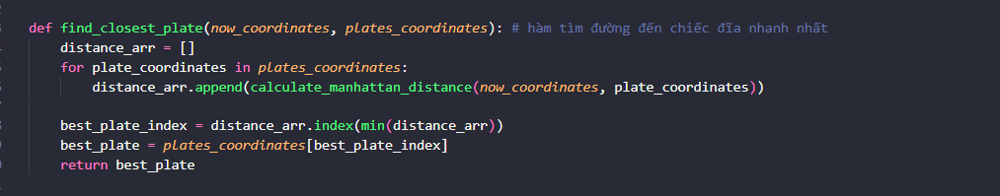 def find_closest_plate(now_coordinates, plates_coordinates): # hàm tìm đường đến chiếc đĩa nhanh nhất
    distance_arr = []
    for plate_coordinates in plates_coordinates:
        distance_arr.append(calculate_manhattan_distance(now_coordinates, plate_coordinates))
    best_plate_index = distance_arr.index(min(distance_arr))
    best_plate = plates_coordinates[best_plate_index]
    return best_plate